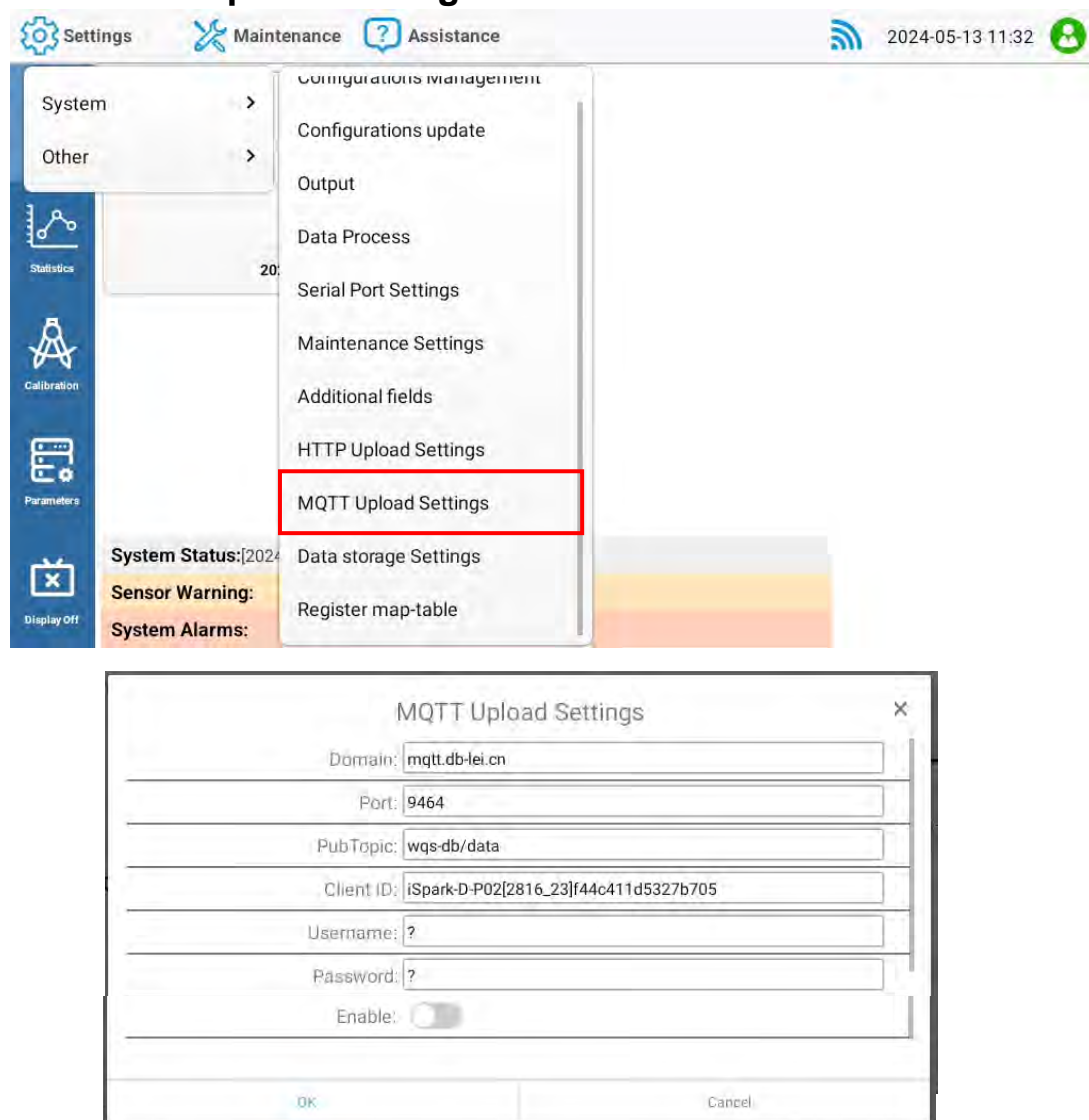 Settings Maintenance ? Assistance 2024-05-13 11:32
System >
Other >
Configurations Management
Configurations update
Output
Data Process
Serial Port Settings
Maintenance Settings
Additional fields
HTTP Upload Settings
MQTT Upload Settings
Data storage Settings
Register map-table
Statistics
Calibration
Parameters
Display Off
202
System Status:[2024
Sensor Warning:
System Alarms:
MQTT Upload Settings ×
Domain: mqtt.db-lei.cn
Port: 9464
PubTopic: wqs-db/data
Client ID: iSpark-D-P02[2816_23]f44c411d5327b705
Username: ?
Password: ?
Enable:
OK Cancel